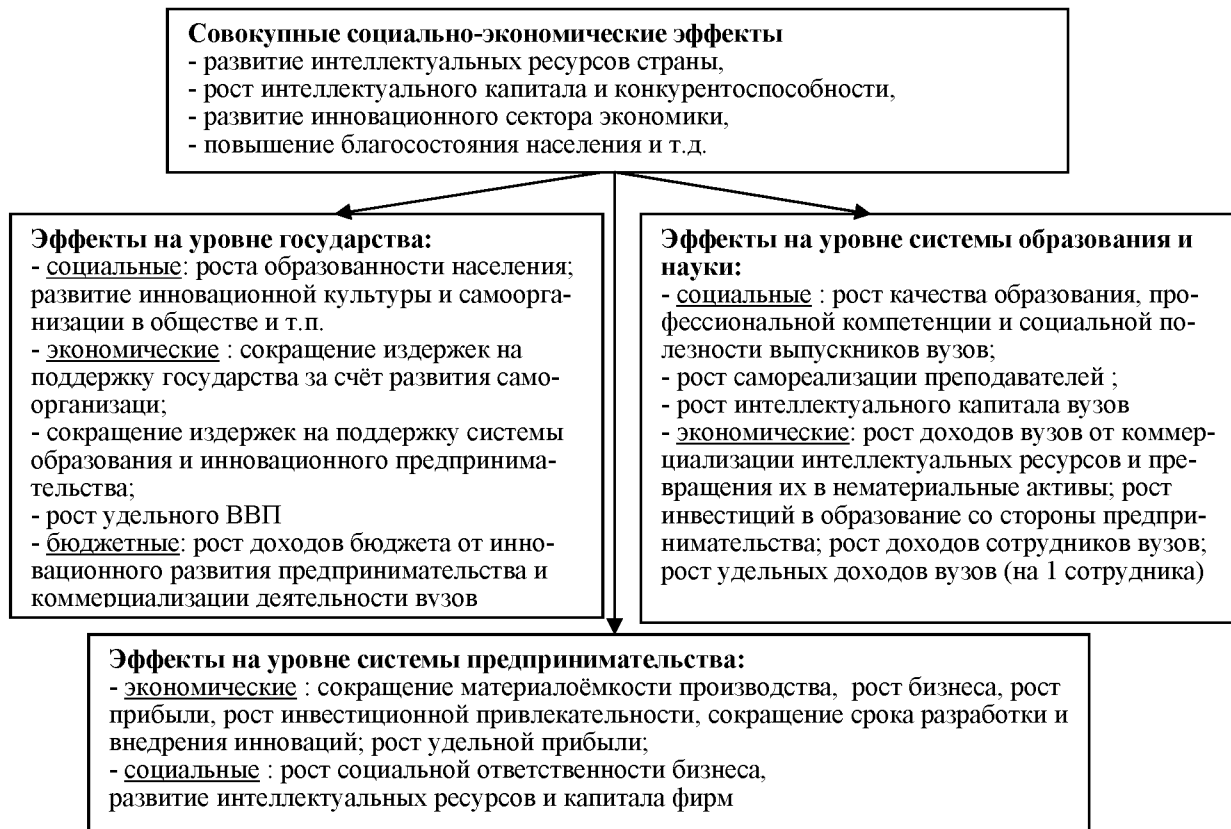 Совокупные социально-экономические эффекты
- развитие интеллектуальных ресурсов страны,
- рост интеллектуального капитала и конкурентоспособности,
- развитие инновационного сектора экономики,
- повышение благосостояния населения и т.д.
Эффекты на уровне государства:
- социальные: роста образованности населения;
развитие инновационной культуры и самоорга-
низации в обществе и т.п.
- экономические : сокращение издержек на
поддержку государства за счёт развития само-
организаци;
- сокращение издержек на поддержку системы
образования и инновационного предпринима-
тельства;
- рост удельного ВВП
- бюджетные: рост доходов бюджета от инно-
вационного развития предпринимательства и
коммерциализации деятельности вузов
Эффекты на уровне системы образования и
науки:
- социальные : рост качества образования, про-
фессиональной компетенции и социальной по-
лезности выпускников вузов;
- рост самореализации преподавателей ;
- рост интеллектуального капитала вузов
- экономические: рост доходов вузов от коммер-
циализации интеллектуальных ресурсов и пре-
вращения их в нематериальные активы; рост
инвестиций в образование со стороны предпри-
нимательства; рост доходов сотрудников вузов;
рост удельных доходов вузов (на 1 сотрудника)
Эффекты на уровне системы предпринимательства:
- экономические : сокращение материалоёмкости производства, рост бизнеса, рост
прибыли, рост инвестиционной привлекательности, сокращение срока разработки и
внедрения инноваций; рост удельной прибыли;
- социальные : рост социальной ответственности бизнеса,
развитие интеллектуальных ресурсов и капитала фирм